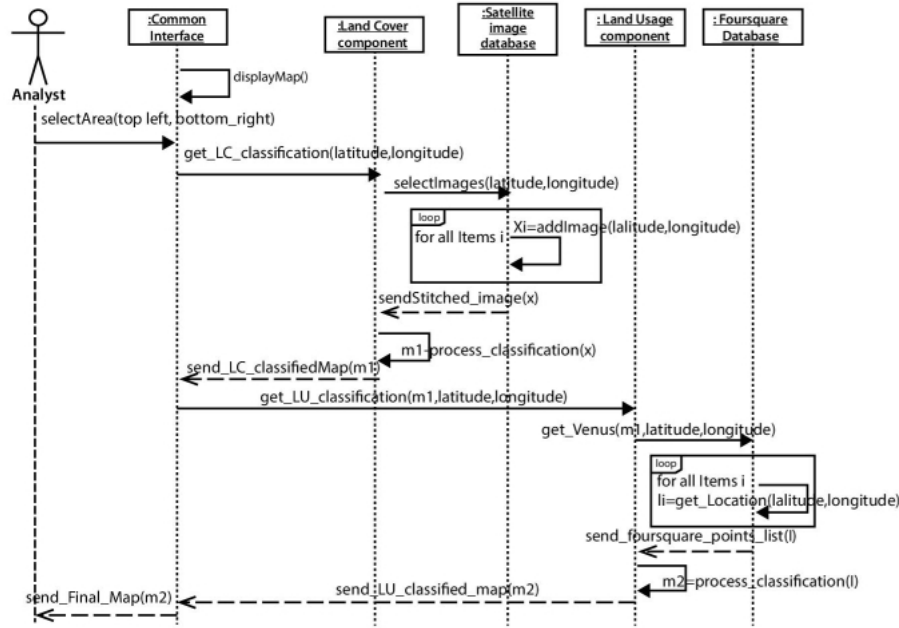 :Common
Interface
:Land Cover
component
:Satellite
image
database
: Land Usage
component
: Foursquare
Database
Analyst
displayMap()
selectArea(top left, bottom_right)
get_LC_classification(latitude,longitude)
selectImages(latitude,longitude)
loop
for all Items i
Xi=addImage(lalitude,longitude)
sendStitched_image(x)
m1-process_classification(x)
send_LC_classifiedMap(m1)
get_LU_classification(m1,latitude,longitude)
get_Venus(m1,latitude,longitude)
loop
for all Items i
li=get_Location(lalitude,longitude)
send_foursquare_points_list(l)
m2=process_classification(l)
send_LU_classified_map(m2)
send_Final_Map(m2)